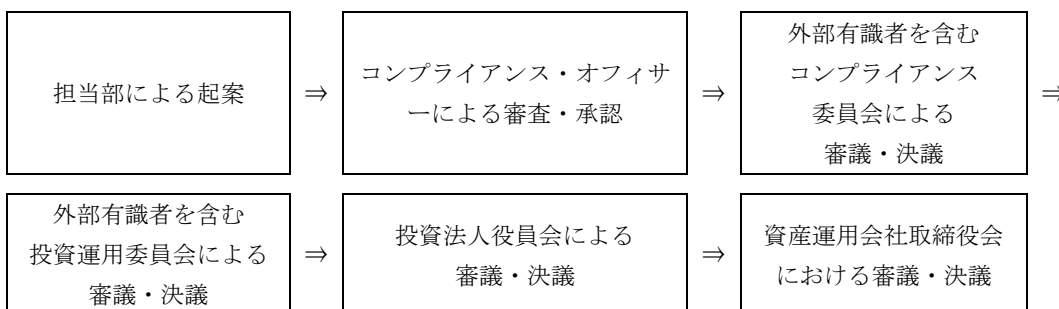 担当部による起案
⇒
コンプライアンス・オフィサ
ーによる審査・承認
⇒
外部有識者を含む
コンプライアンス
委員会による
審議・決議
⇒
外部有識者を含む
投資運用委員会による
審議・決議
⇒
投資法人役員会による
審議・決議
⇒
資産運用会社取締役会
における審議・決議